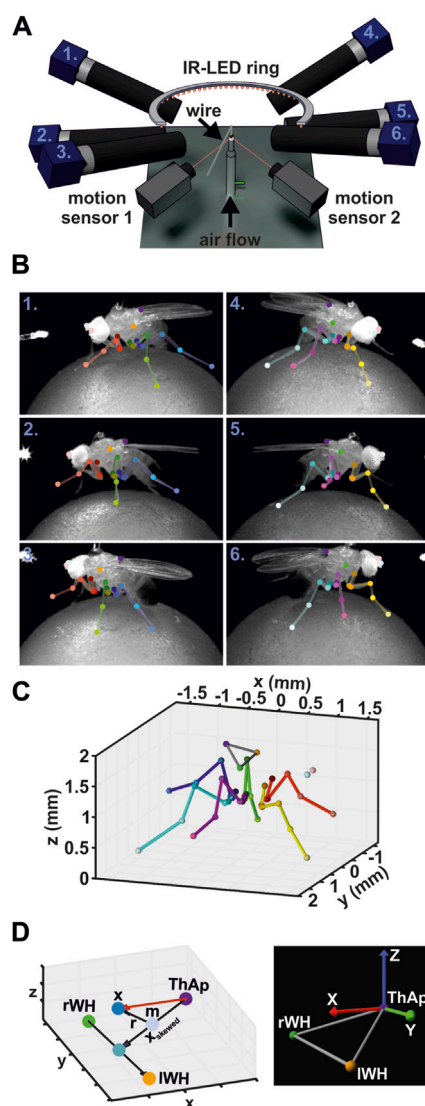 A
1.
4.
IR-LED ring
wire
5.
2.
6.
3.
motion
sensor 1
motion
sensor 2
air flow
B
1.
4.
2.
5.
3.
6.
C
x (mm)
-1.5 -1 -0.5 0 0.5 1 1.5
2
1.5
1
0.5
0
z (mm)
-1
0
1
2
y (mm)
D
ThAp
x
rWH
r
m
xskewed
z
lWH
y
x
Z
X
ThAp
Y
rWH
lWH